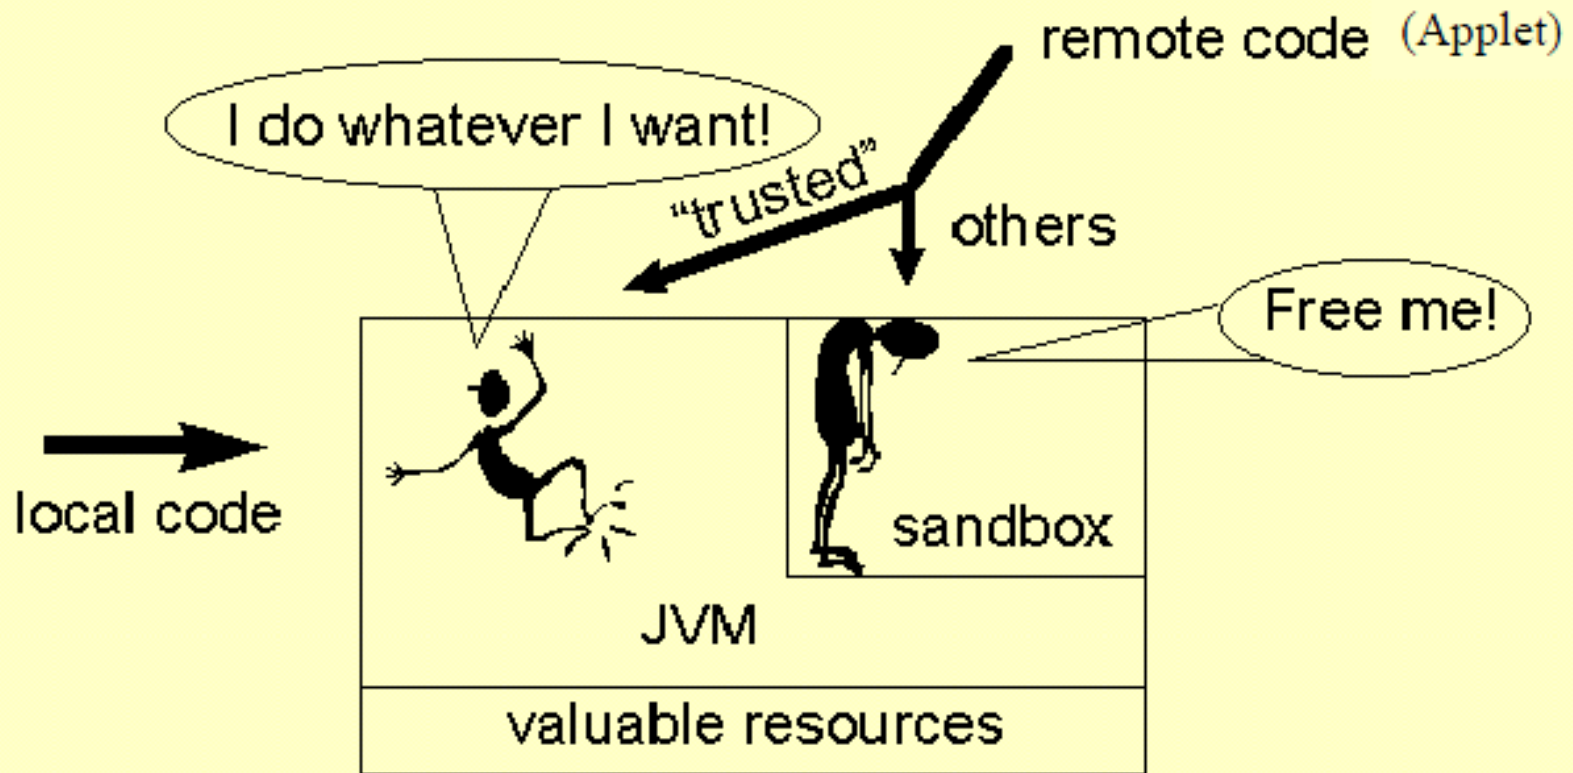 remote code (Applet)
I do whatever I want!
“trusted”
others
Free me!
local code
sandbox
JVM
valuable resources